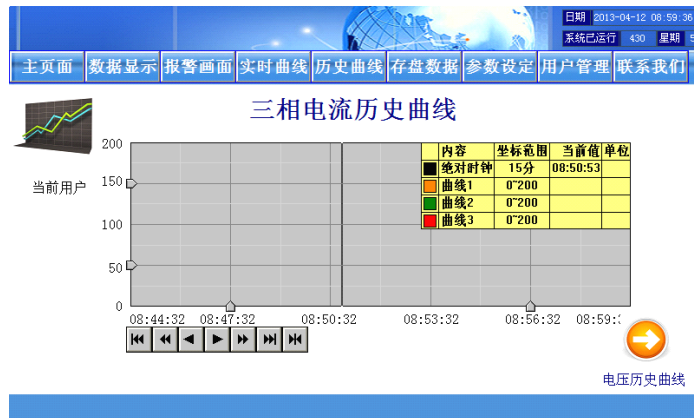 日期 2013-04-12 08:59:36
系统已运行 430 星期 5
主页面 数据显示 报警画面 实时曲线 历史曲线 存盘数据 参数设定 用户管理 联系我们
三相电流历史曲线
当前用户
200
150
100
50
0
内容 坐标范围 当前值 单位
绝对时钟 15分 08:50:53
曲线1 0~200
曲线2 0~200
曲线3 0~200
08:44:32 08:47:32 08:50:32 08:53:32 08:56:32 08:59:
电压历史曲线